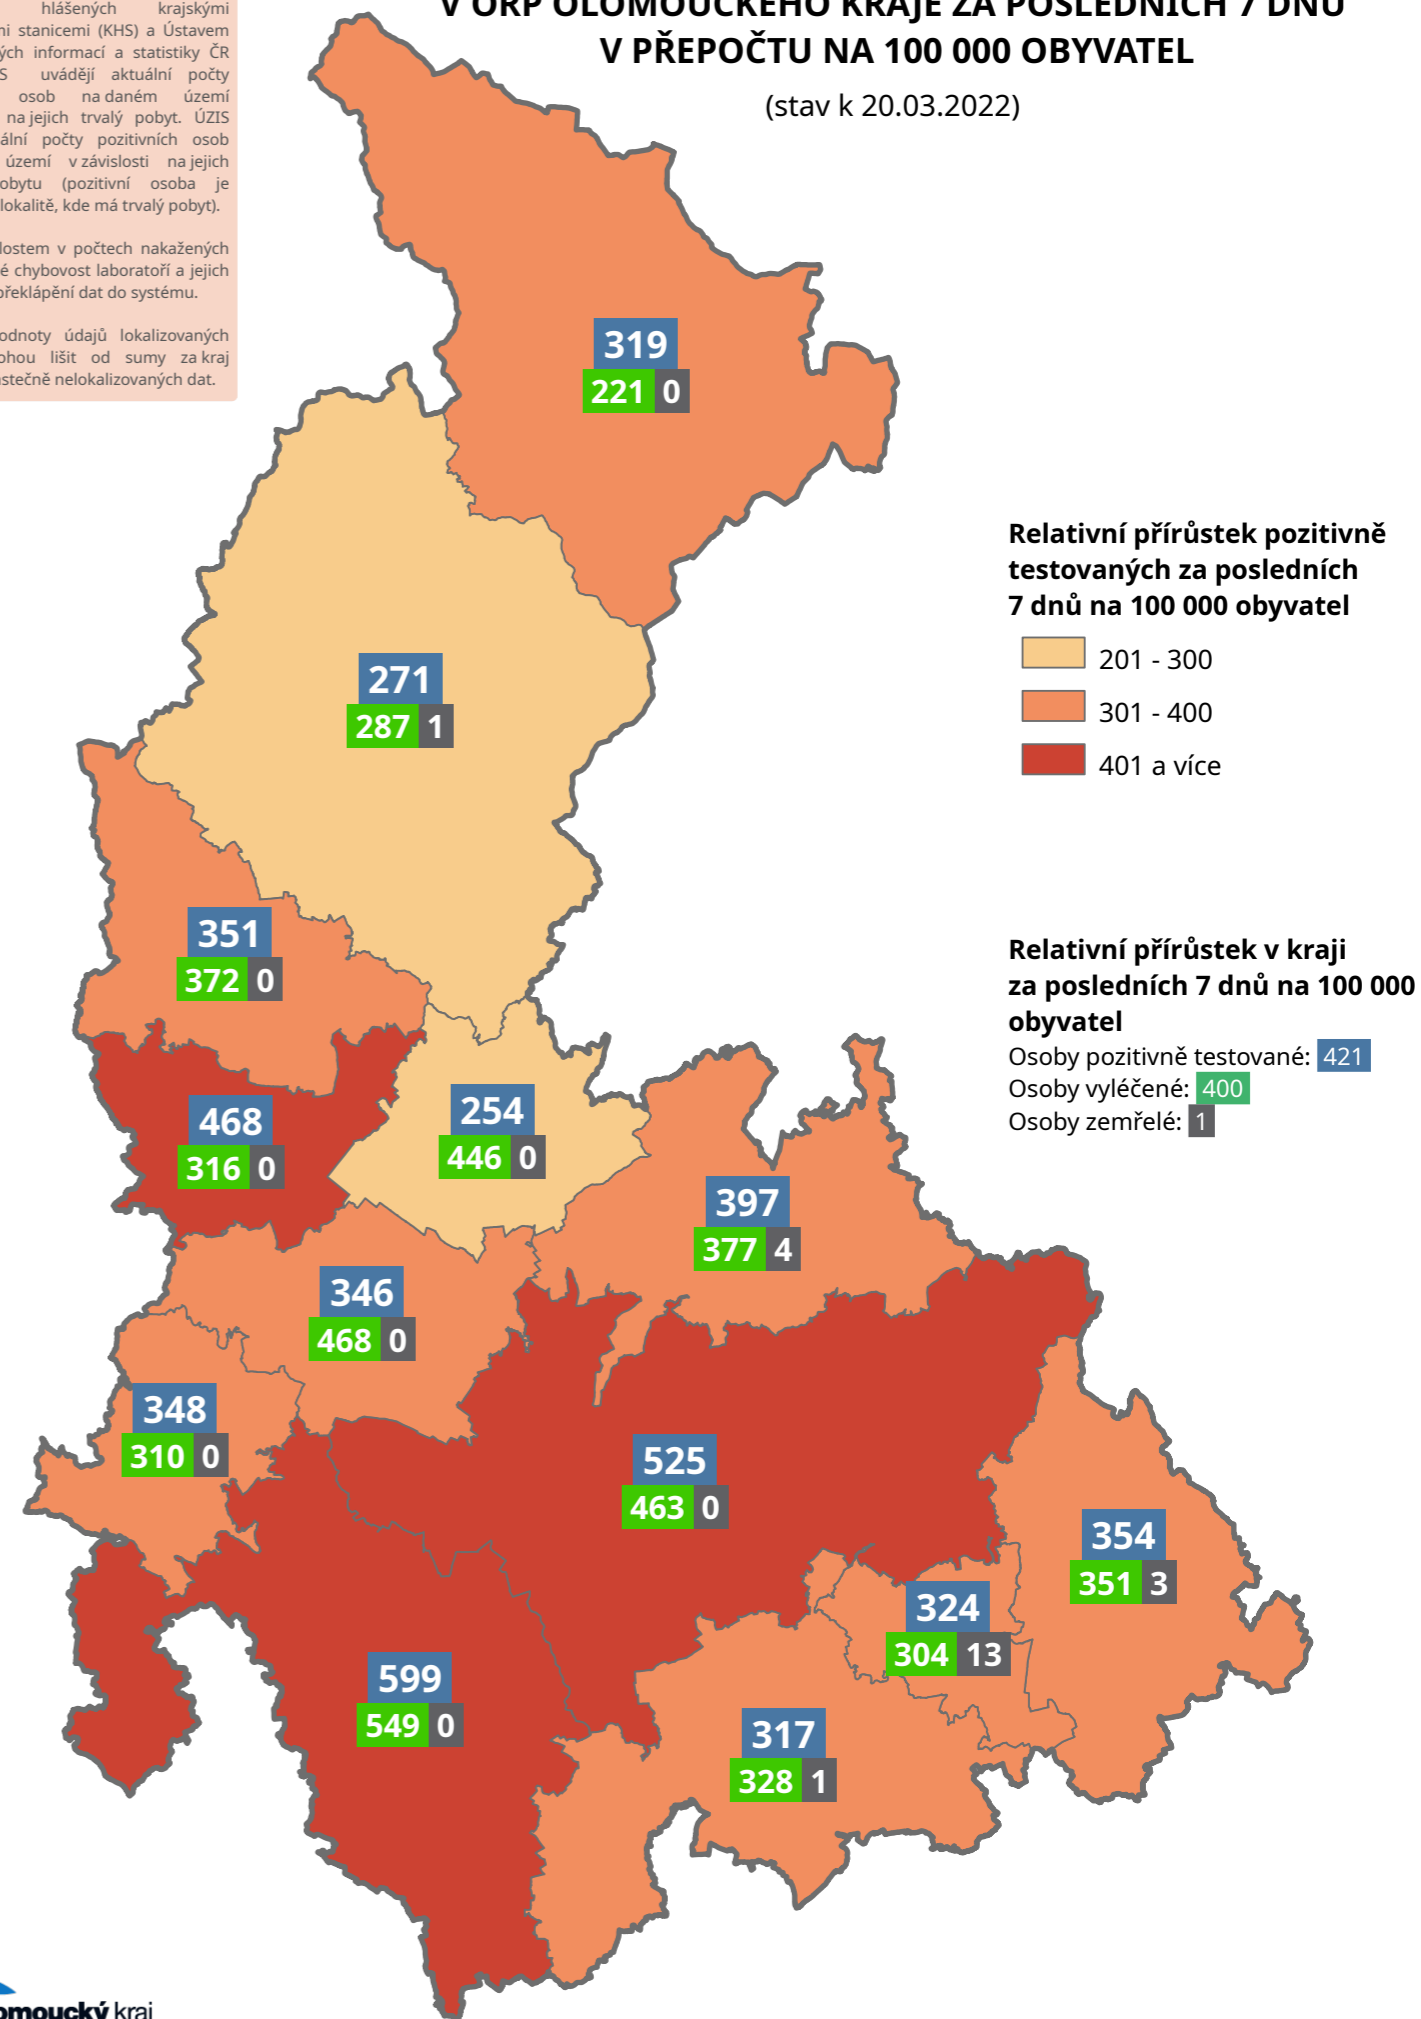 V ORP OLOMOUCKÉHO KRAJE ZA POSLEDNÍCH 7 DNŮ
V PŘEPOČTU NA 100 000 OBYVATEL
(stav k 20.03.2022)
hlášených krajskými
stanicemi (KHS) a Ústavem
informací a statistiky ČR
uvádějí aktuální počty
osob na daném území
na jejich trvalý pobyt. ÚZIS
počty pozitivních osob
území v závislosti na jejich
(pozitivní osoba je
lokalitě, kde má trvalý pobyt).
v počtech nakažených
chybovost laboratoří a jejich
překlápění dat do systému.
údajů lokalizovaných
lišit od sumy za kraj
nelokalizovaných dat.
319
221 0
271
287 1
351
372 0
468
316 0
254
446 0
397
377 4
346
468 0
348
310 0
525
463 0
354
351 3
324
304 13
599
549 0
317
328 1
Relativní přírůstek pozitivně
testovaných za posledních
7 dnů na 100 000 obyvatel
201 - 300
301 - 400
401 a více
Relativní přírůstek v kraji
za posledních 7 dnů na 100 000
obyvatel
Osoby pozitivně testované: 421
Osoby vyléčené: 400
Osoby zemřelé: 1
omoucký kraj